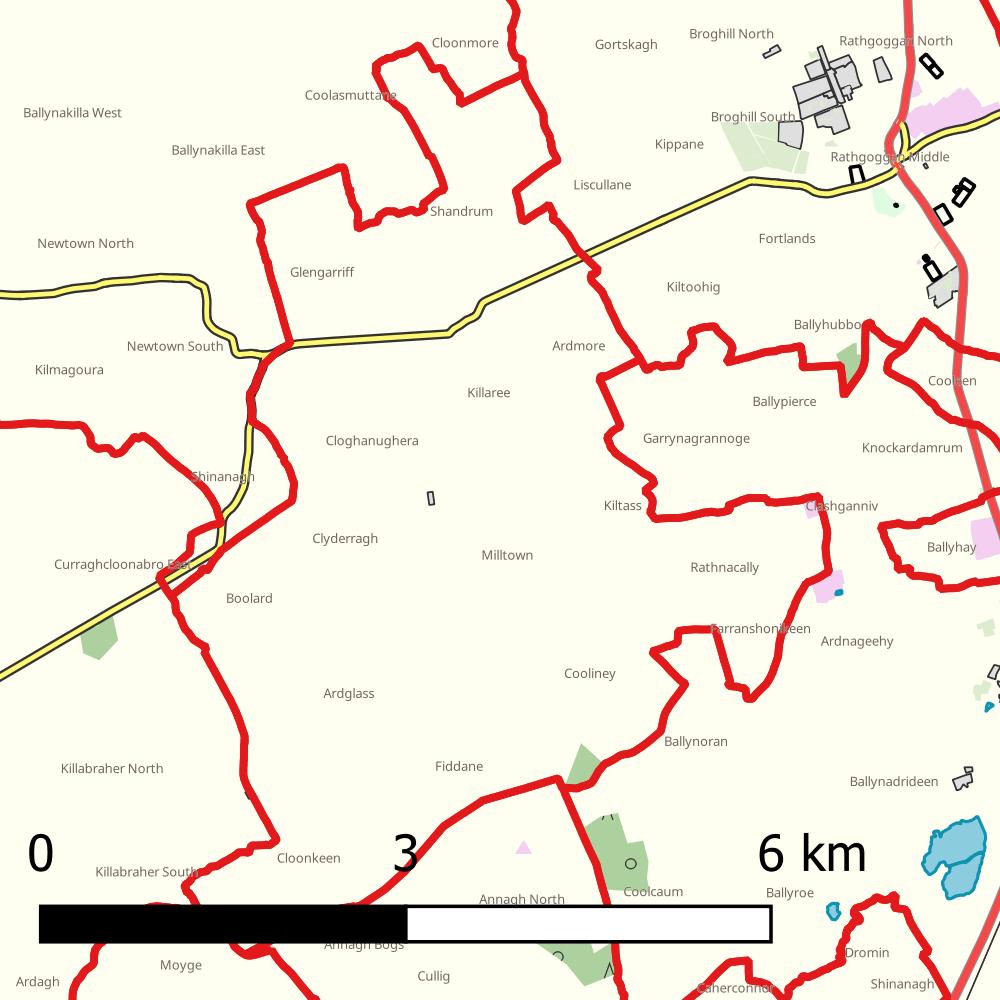 Broghill North
Rathgoggan North
Cloonmore
Gortskagh
Coolasmuttane
Ballynakilla West
Broghill South
Kippane
Ballynakilla East
Rathgoggan Middle
Liscullane
Shandrum
Newtown North
Fortlands
Glengarriff
Kiltoohig
Ballyhubbo
Newtown South
Ardmore
Kilmagoura
Cooleen
Killaree
Ballypierce
Cloghanughera
Garrynagrannoge
Knockardamrum
Shinanagh
Kiltass
Clashganniv
Clyderragh
Ballyhay
Milltown
Curraghcloonabro East
Rathnacally
Boolard
Farranshonikeen
Ardnageehy
Cooliney
Ardglass
Ballynoran
Fiddane
Killabraher North
Ballynadrideen
0 3 6 km
Cloonkeen
Killabraher South
Coolcaum
Ballyroe
Annagh North
Annagh Bogs
Dromin
Moyge
Cullig
Ardagh
Caherconnor
Shinanagh